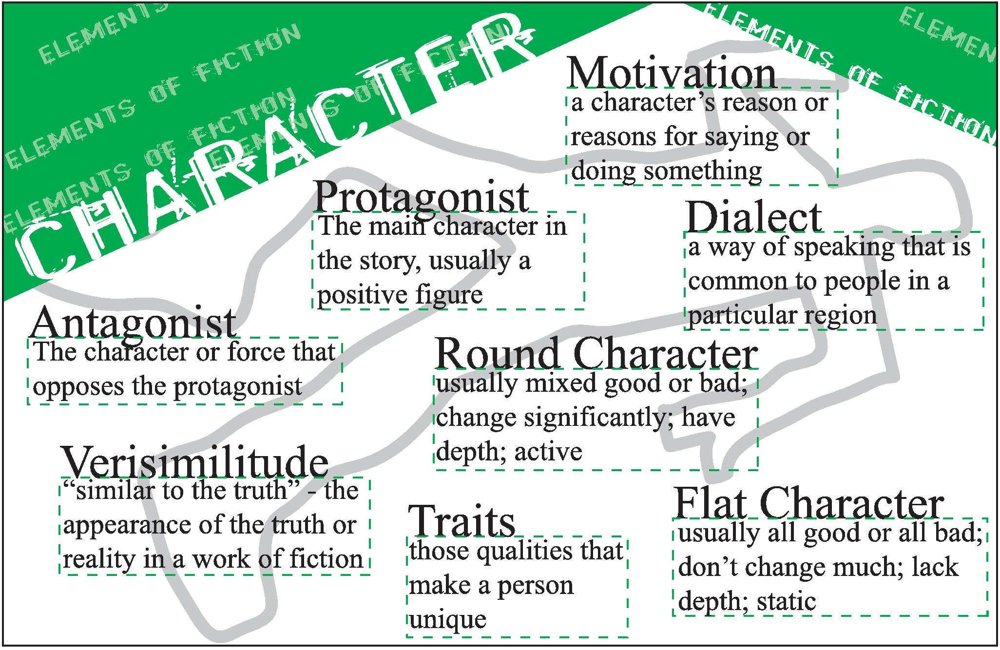 ELEMENTS
ELEMENTS OF FICTION
ELEMENTS OF FICTION
ELEMENTS OF FICTION
CHARACTER
ELEMENTS OF FICTION
ELEMEN
Motivation
a character’s reason or
reasons for saying or
doing something
Protagonist
The main character in
the story, usually a
positive figure
Dialect
a way of speaking that is
common to people in a
particular region
Antagonist
The character or force that
opposes the protagonist
Round Character
usually mixed good or bad;
change significantly; have
depth; active
Verisimilitude
“similar to the truth” - the
appearance of the truth or
reality in a work of fiction
Traits
those qualities that
make a person
unique
Flat Character
usually all good or all bad;
don’t change much; lack
depth; static